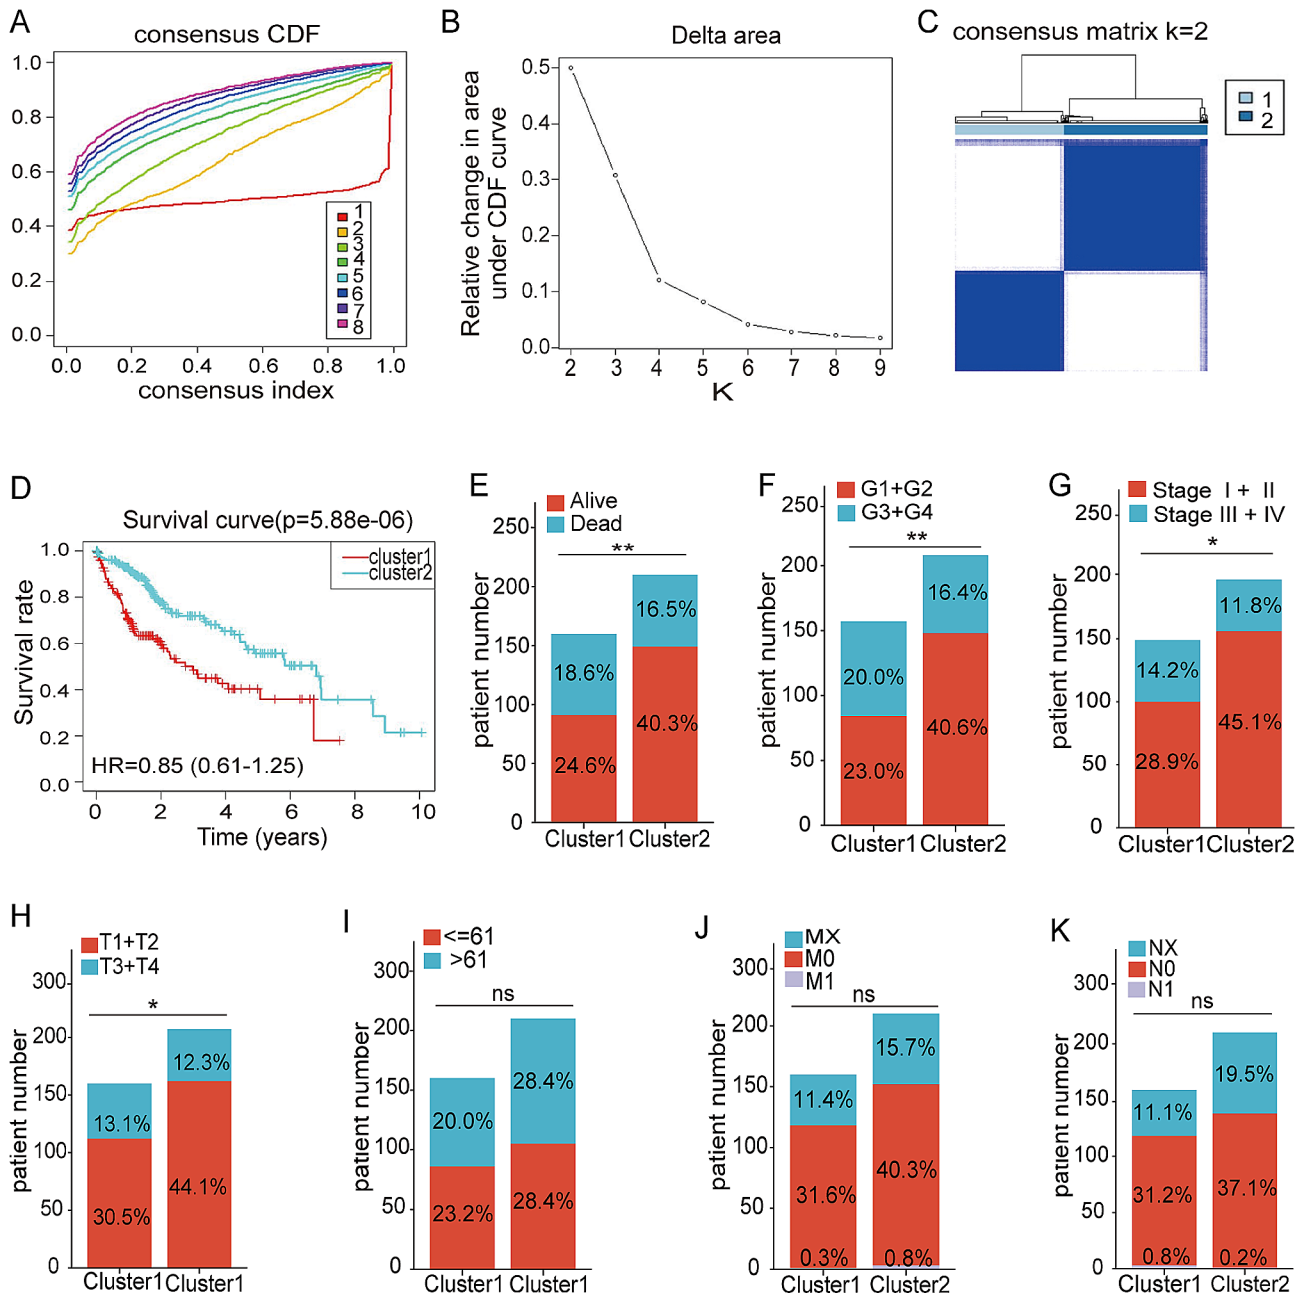 A
consensus CDF
1.0
0.8
0.6
0.4
0.2
0.0
0.0 0.2 0.4 0.6 0.8 1.0
consensus index
1
2
3
4
5
6
7
8
B
Delta area
Relative change in area
under CDF curve
0.5
0.4
0.3
0.2
0.1
0.0
2 3 4 5 6 7 8 9
K
C
consensus matrix k=2
1
2
D
Survival curve(p=5.88e-06)
cluster1
cluster2
Survival rate
1.0
0.8
0.6
0.4
0.2
0.0
HR=0.85 (0.61-1.25)
0 2 4 6 8 10
Time (years)
E
Alive
Dead
**
patient number
250
200
150
100
50
0
16.5%
18.6%
40.3%
24.6%
Cluster1 Cluster2
F
G1+G2
G3+G4
**
patient number
250
200
150
100
50
0
16.4%
20.0%
40.6%
23.0%
Cluster1 Cluster2
G
Stage I + II
Stage III + IV
*
patient number
250
200
150
100
50
0
11.8%
14.2%
45.1%
28.9%
Cluster1 Cluster2
H
T1+T2
T3+T4
*
patient number
300
200
150
100
50
0
12.3%
13.1%
44.1%
30.5%
Cluster1 Cluster1
I
<=61
>61
ns
patient number
300
200
150
100
50
0
28.4%
20.0%
28.4%
23.2%
Cluster1 Cluster1
J
MX
M0
M1
ns
patient number
300
200
150
100
50
0
15.7%
11.4%
40.3%
31.6%
0.3% 0.8%
Cluster1 Cluster2
K
NX
N0
N1
ns
patient number
300
200
150
100
50
0
19.5%
11.1%
37.1%
31.2%
0.8% 0.2%
Cluster1 Cluster2